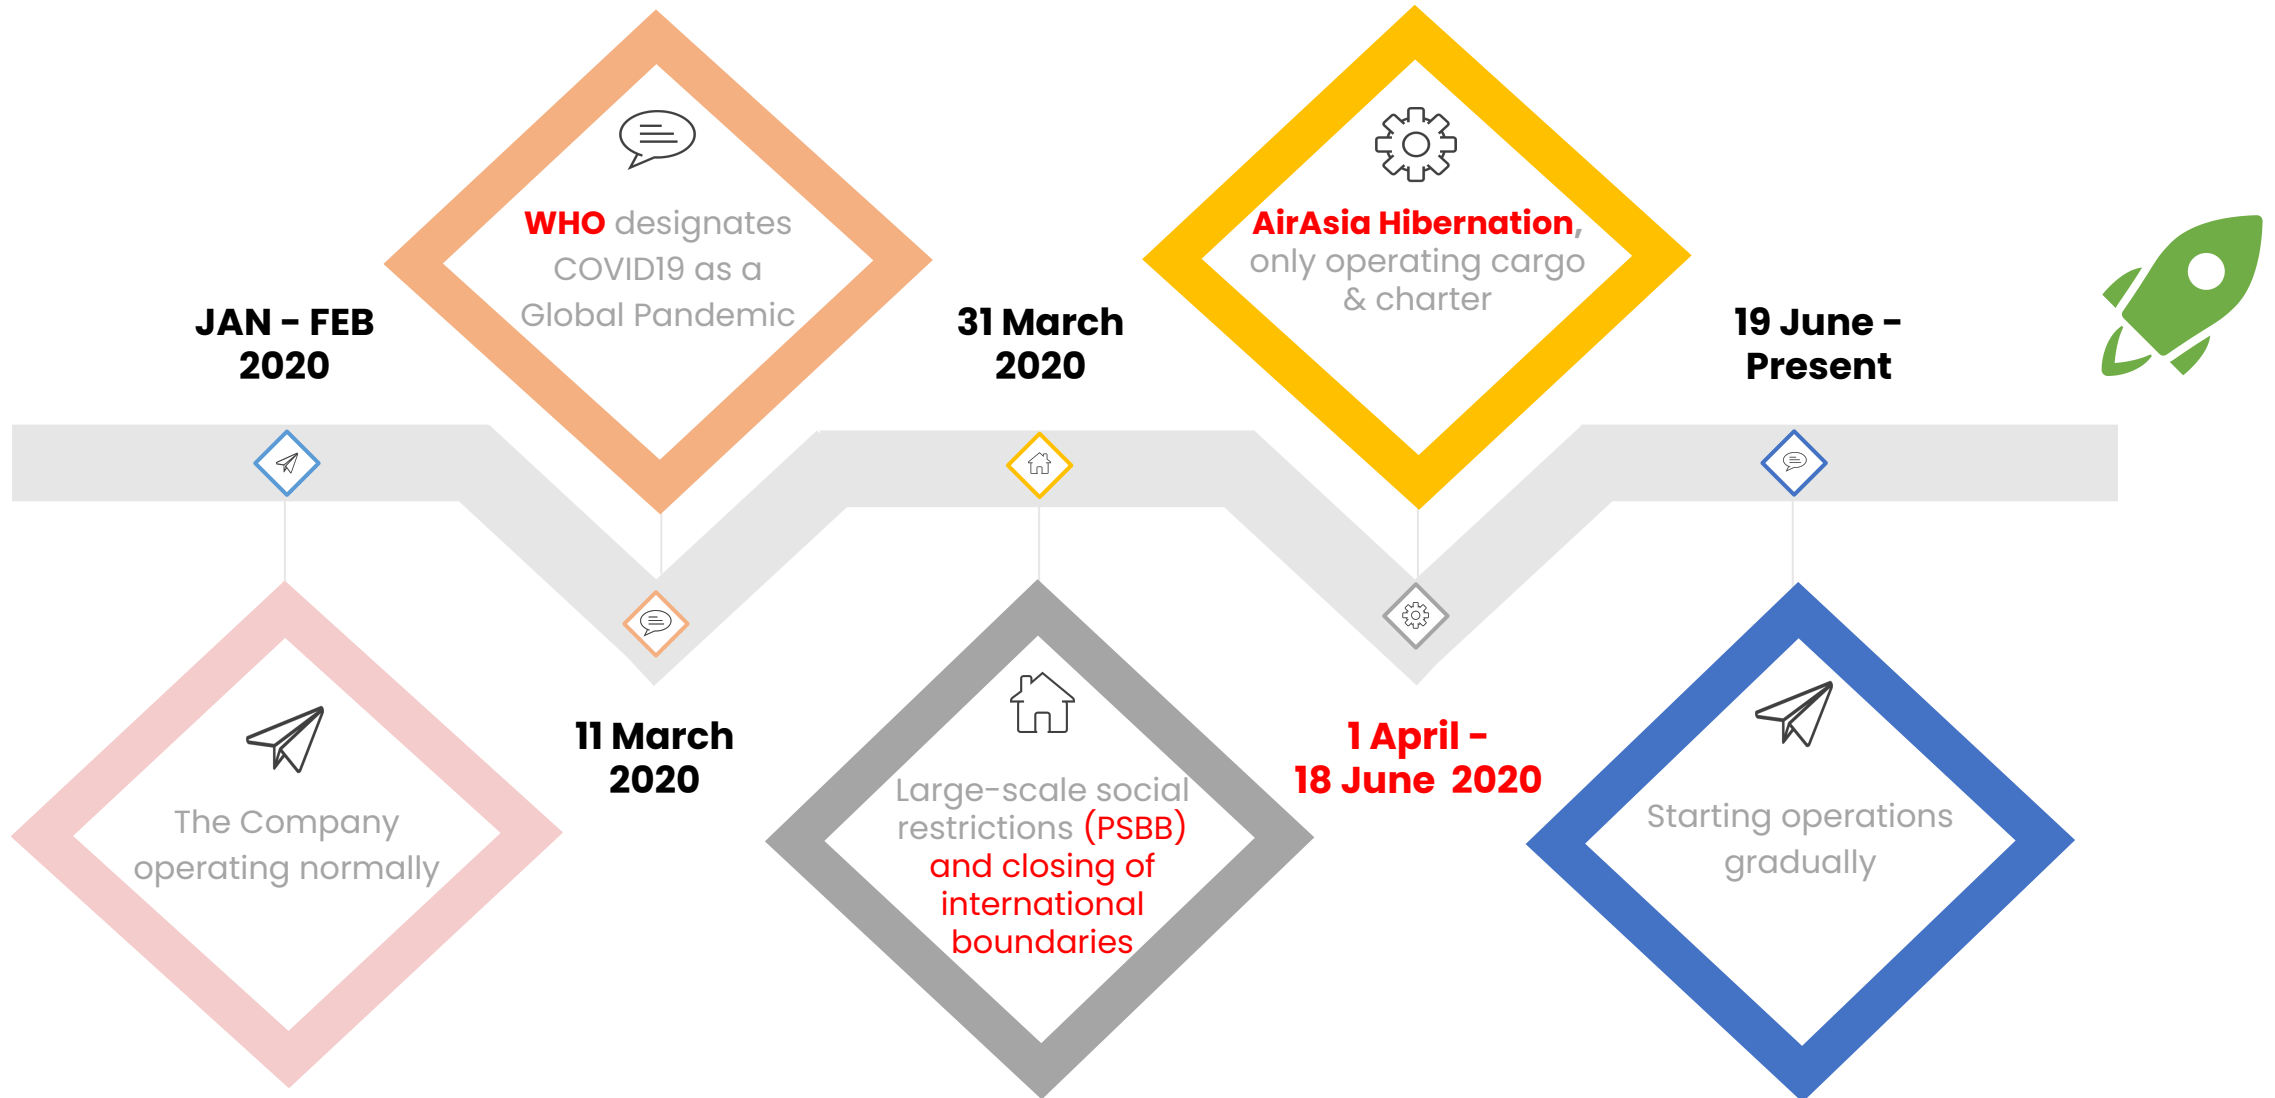 JAN - FEB
2020
The Company
operating normally
WHO designates
COVID19 as a
Global Pandemic
11 March
2020
31 March
2020
Large-scale social
restrictions (PSBB)
and closing of
international
boundaries
AirAsia Hibernation,
only operating cargo
& charter
1 April -
18 June 2020
19 June -
Present
Starting operations
gradually